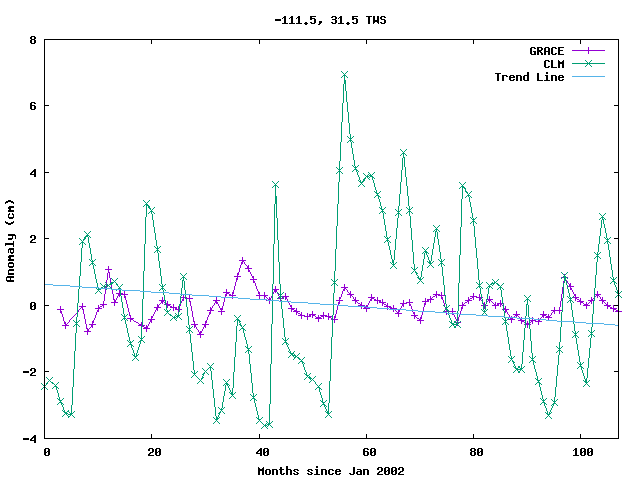 -111.5, 31.5 TWS
GRACE
CLM
Trend Line
8
6
4
2
0
-2
-4
Anomaly (cm)
0 20 40 60 80 100
Months since Jan 2002